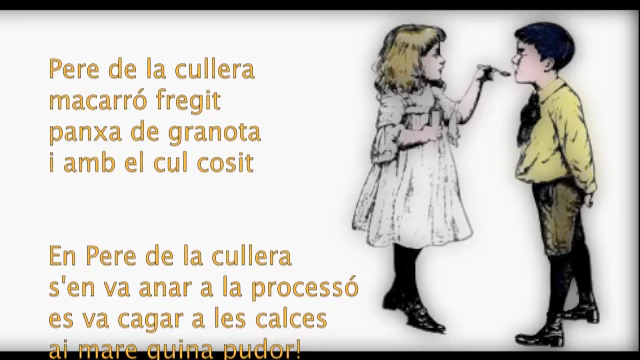 Pere de la cullera
macarró fregit
panxa de granota
i amb el cul cosit
En Pere de la cullera
s'en va anar a la processó
es va cagar a les calces
ai mare quina pudor!